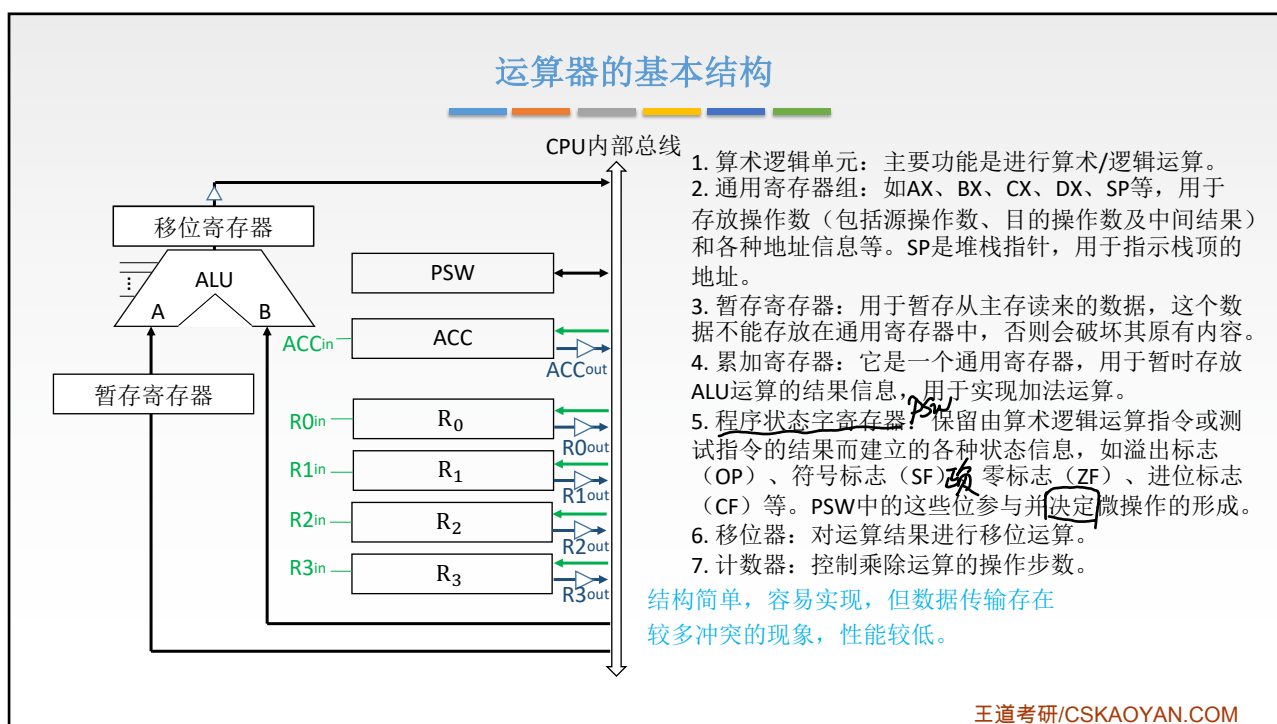 运算器的基本结构
CPU内部总线
移位寄存器
ALU
A
B
暂存寄存器
PSW
ACCin
ACC
ACCout
R0in
R₀
R0out
R1in
R₁
R1out
R2in
R₂
R2out
R3in
R₃
R3out
1. 算术逻辑单元：主要功能是进行算术/逻辑运算。
2. 通用寄存器组：如AX、BX、CX、DX、SP等，用于
存放操作数（包括源操作数、目的操作数及中间结果）
和各种地址信息等。SP是堆栈指针，用于指示栈顶的
地址。
3. 暂存寄存器：用于暂存从主存读来的数据，这个数
据不能存放在通用寄存器中，否则会破坏其原有内容。
4. 累加寄存器：它是一个通用寄存器，用于暂时存放
ALU运算的结果信息，用于实现加法运算。
PSW
5. 程序状态字寄存器：保留由算术逻辑运算指令或测
试指令的结果而建立的各种状态信息，如溢出标志
（OP）、符号标志（SF）、零标志（ZF）、进位标志
（CF）等。PSW中的这些位参与并决定微操作的形成。
6. 移位器：对运算结果进行移位运算。
7. 计数器：控制乘除运算的操作步数。
结构简单，容易实现，但数据传输存在
较多冲突的现象，性能较低。
王道考研/CSKAOYAN.COM